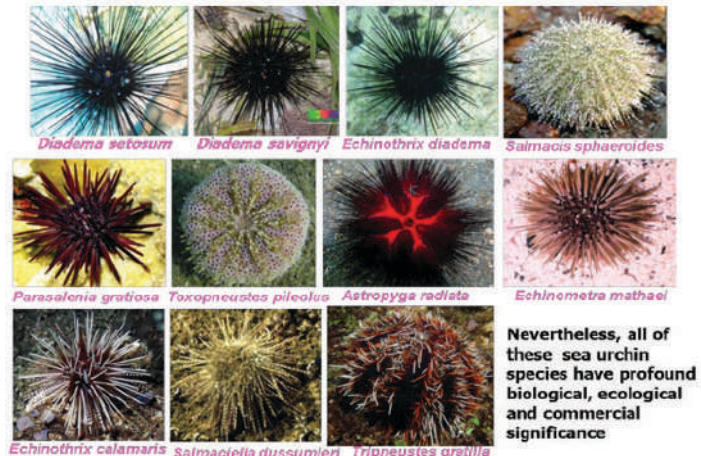 Diadema setosum
Diadema savignyi
Echinothrix diadema
Salmacis sphaeroides
Parasalenia gratiosa
Toxopneustes pileolus
Astropyga radiata
Echinometra mathaei
Nevertheless, all of
these sea urchin
species have profound
biological, ecological
and commercial
significance
Echinothrix calamaris
Salmaciella dussumieri
Tripneustes gratilla